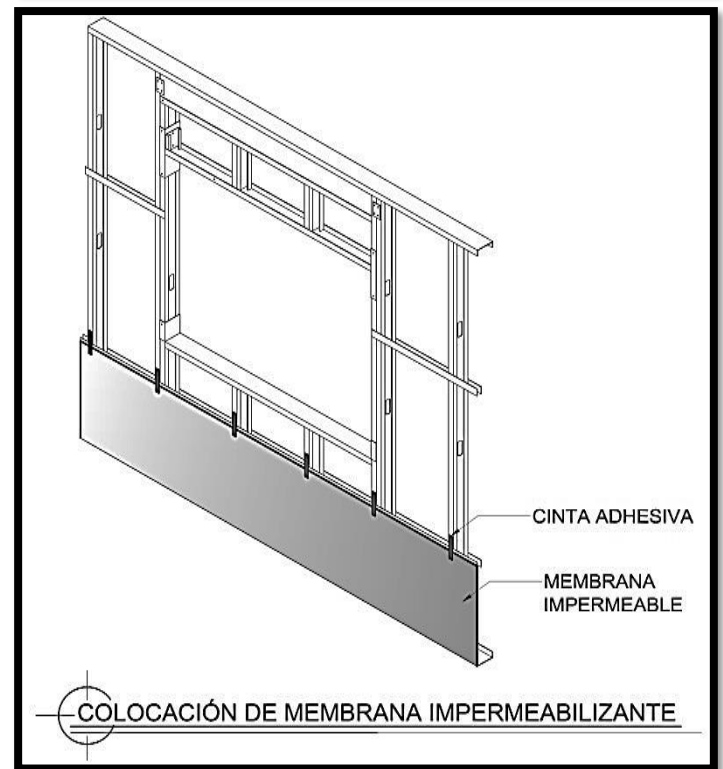 CINTA ADHESIVA
MEMBRANA
IMPERMEABLE
COLOCACIÓN DE MEMBRANA IMPERMEABILIZANTE